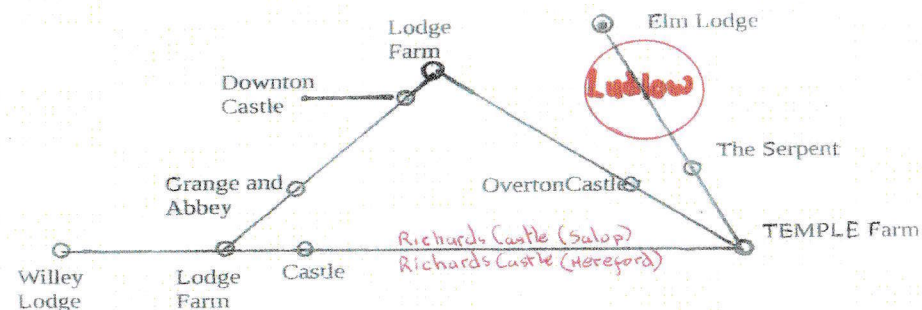 Elm Lodge
Lodge
Farm
Downton
Castle
Ludlow
The Serpent
Grange and
Abbey
OvertonCastle
TEMPLE Farm
Richards Castle (Salop)
Richards Castle (Hereford)
Willey
Lodge
Lodge
Farm
Castle